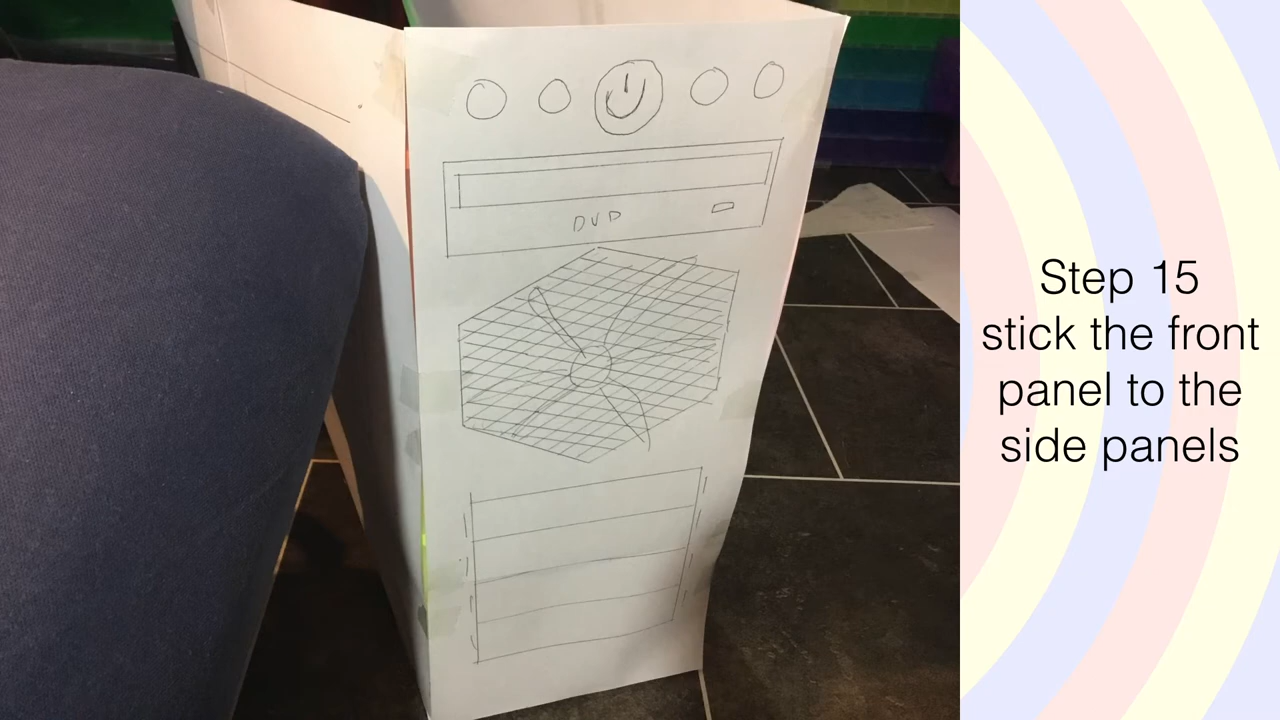 DVD
Step 15
stick the front
panel to the
side panels